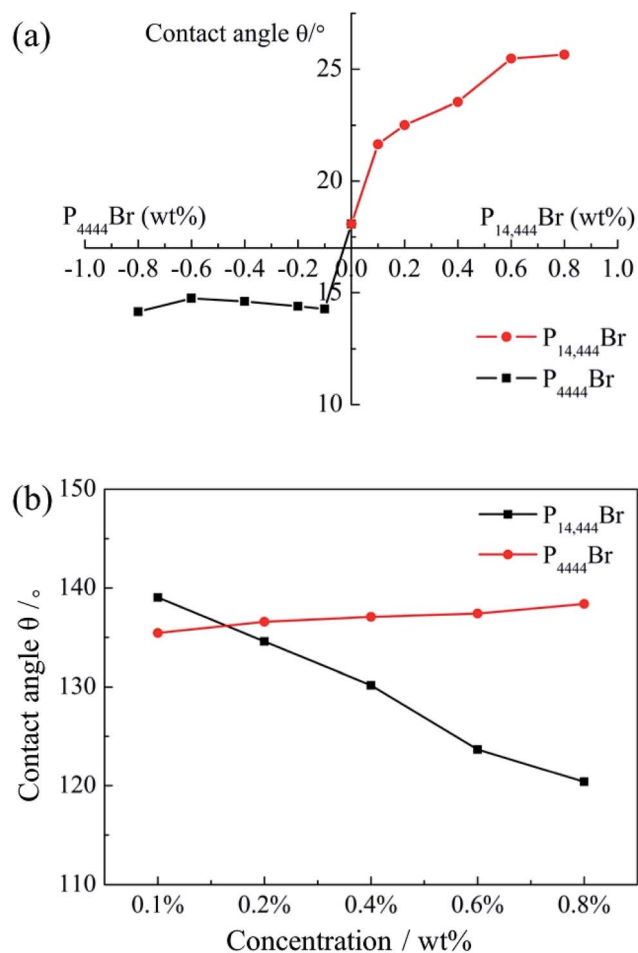 (a)
Contact angle θ/°
25
20
P4444Br (wt%)
P14,444Br (wt%)
-1.0 -0.8 -0.6 -0.4 -0.2 0.0 0.2 0.4 0.6 0.8 1.0
15
P14,444Br
P4444Br
10
(b)
150
P14,444Br
P4444Br
140
130
120
110
Contact angle θ /°
0.1% 0.2% 0.4% 0.6% 0.8%
Concentration / wt%